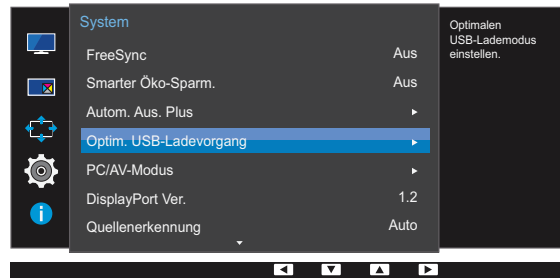 System
FreeSync Aus
Smarter Öko-Sparm. Aus
Autom. Aus. Plus
Optim. USB-Ladevorgang
PC/AV-Modus
DisplayPort Ver. 1.2
Quellenerkennung Auto
Optimalen
USB-Lademodus
einstellen.